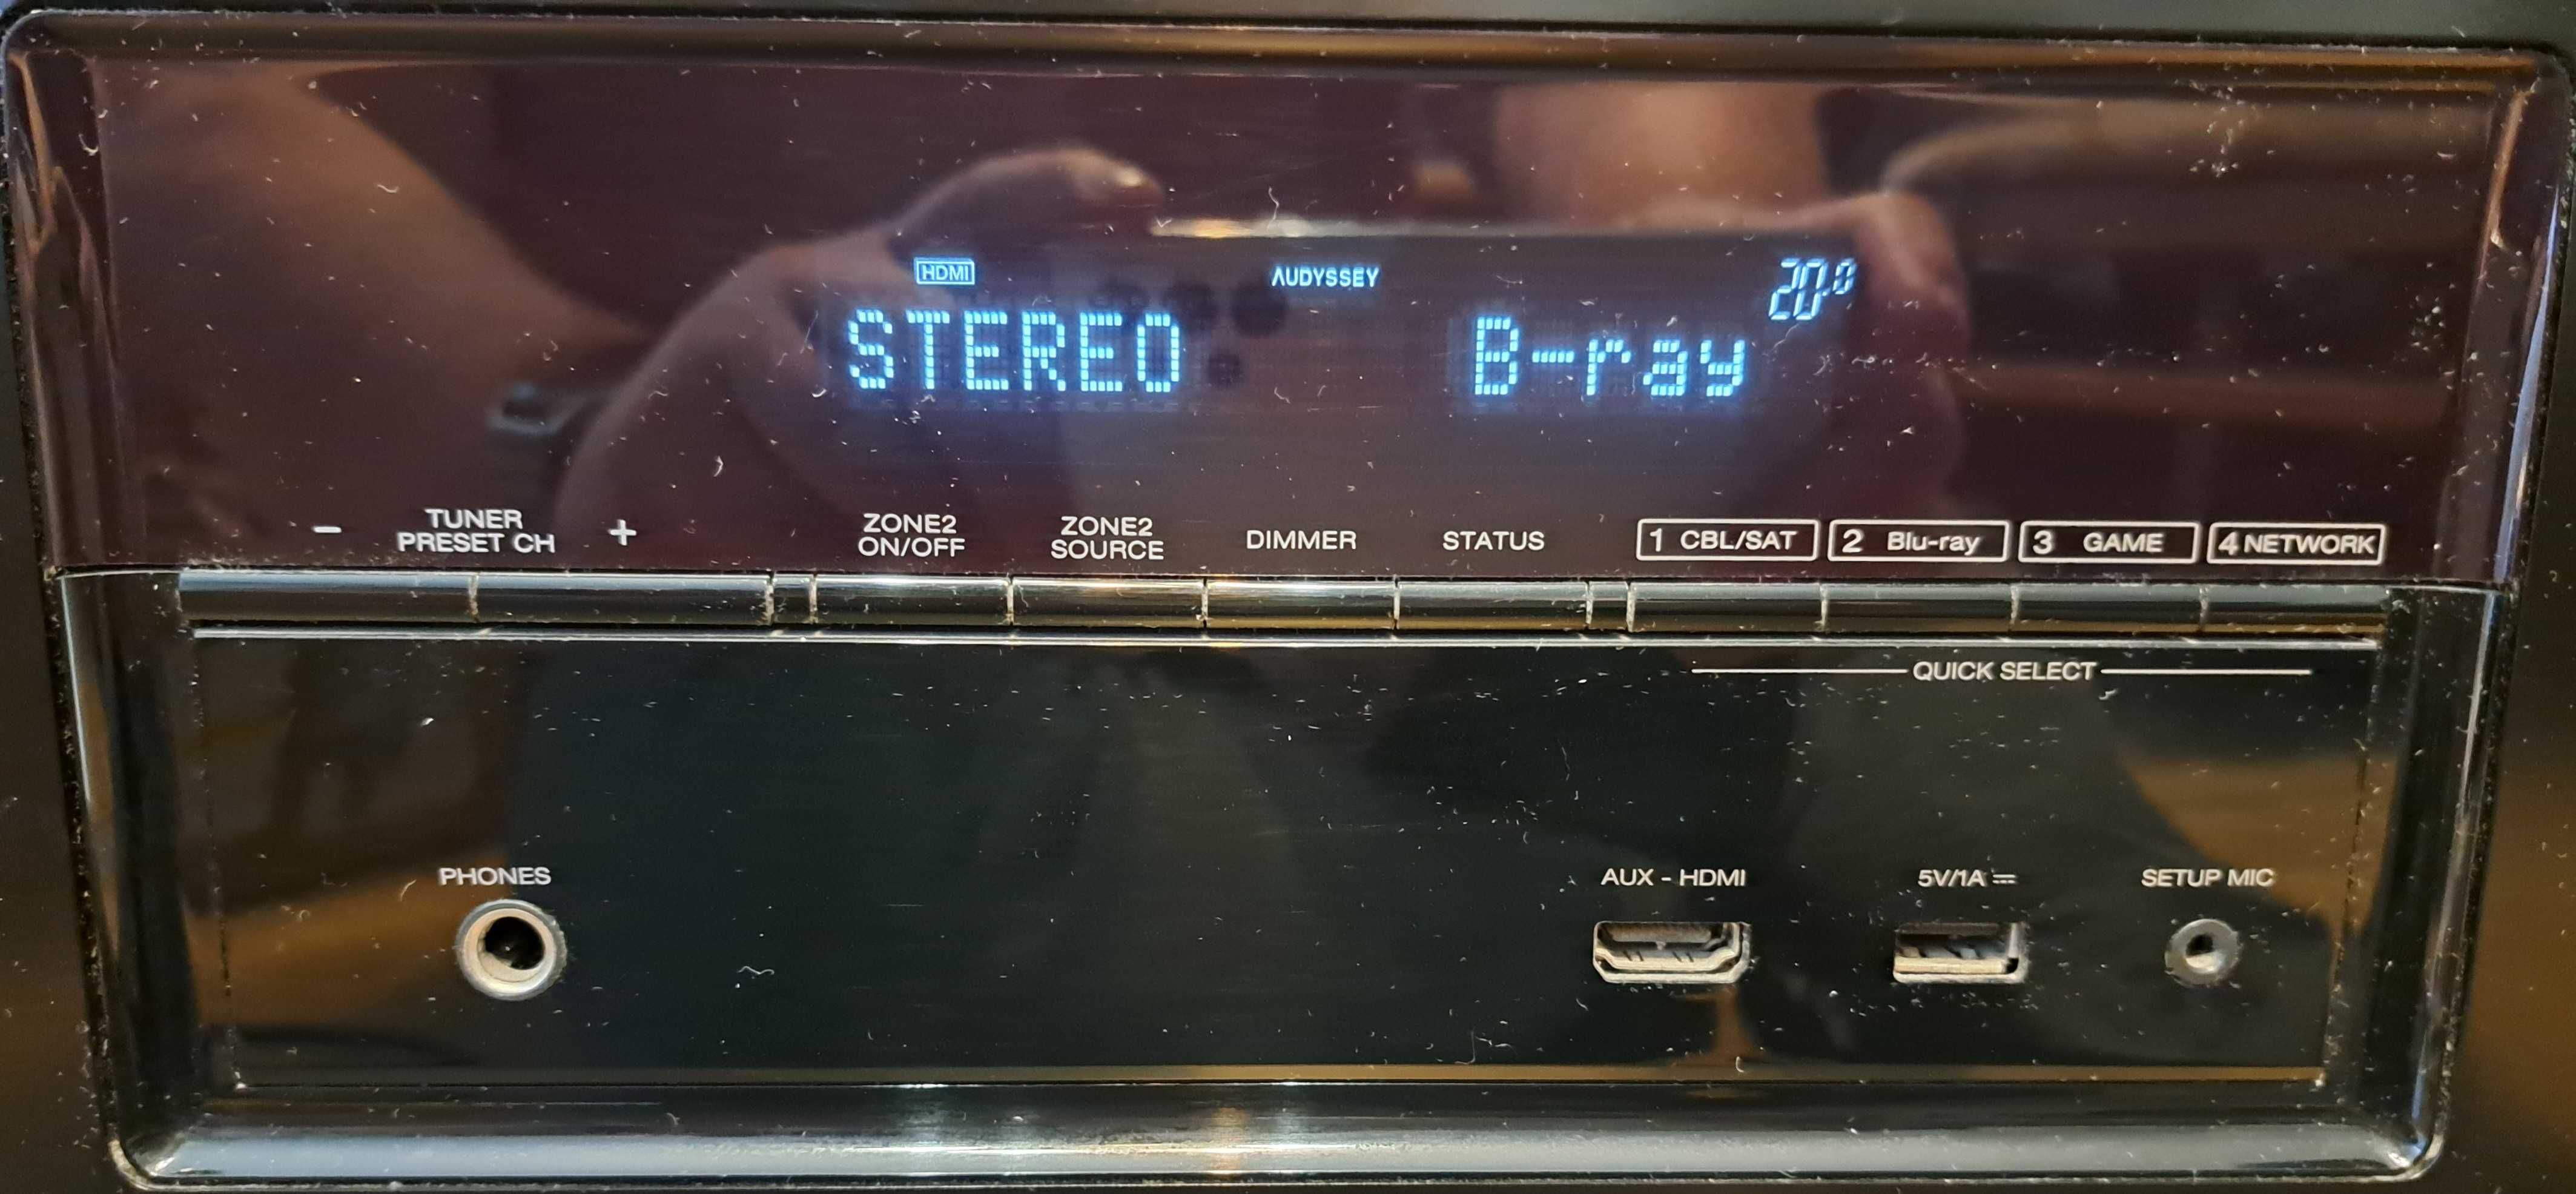 HDMI AUDYSSEY 20.0
STEREO B-ray
- TUNER PRESET CH +
ZONE2 ON/OFF
ZONE2 SOURCE
DIMMER
STATUS
1 CBL/SAT
2 Blu-ray
3 GAME
4 NETWORK
QUICK SELECT
PHONES
AUX - HDMI
5V/1A ⎓
SETUP MIC